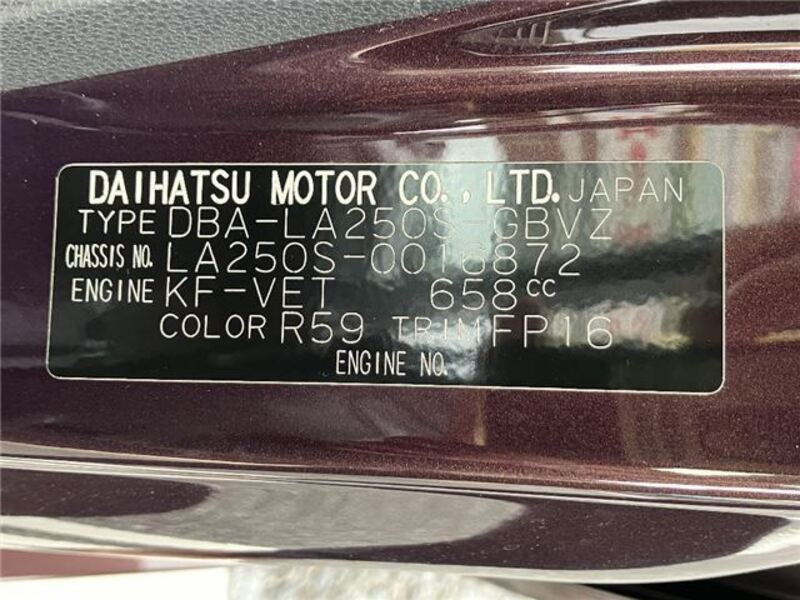 DAIHATSU MOTOR CO., LTD. JAPAN
TYPE DBA-LA250S-GBVZ
CHASSIS NO. LA250S-0016872
ENGINE KF-VET 658CC
COLOR R59 TRIM FP16
ENGINE NO.